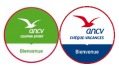 ancv
COUPON SPORT
Bienvenue
ancv
CHÈQUE-VACANCES
Bienvenue